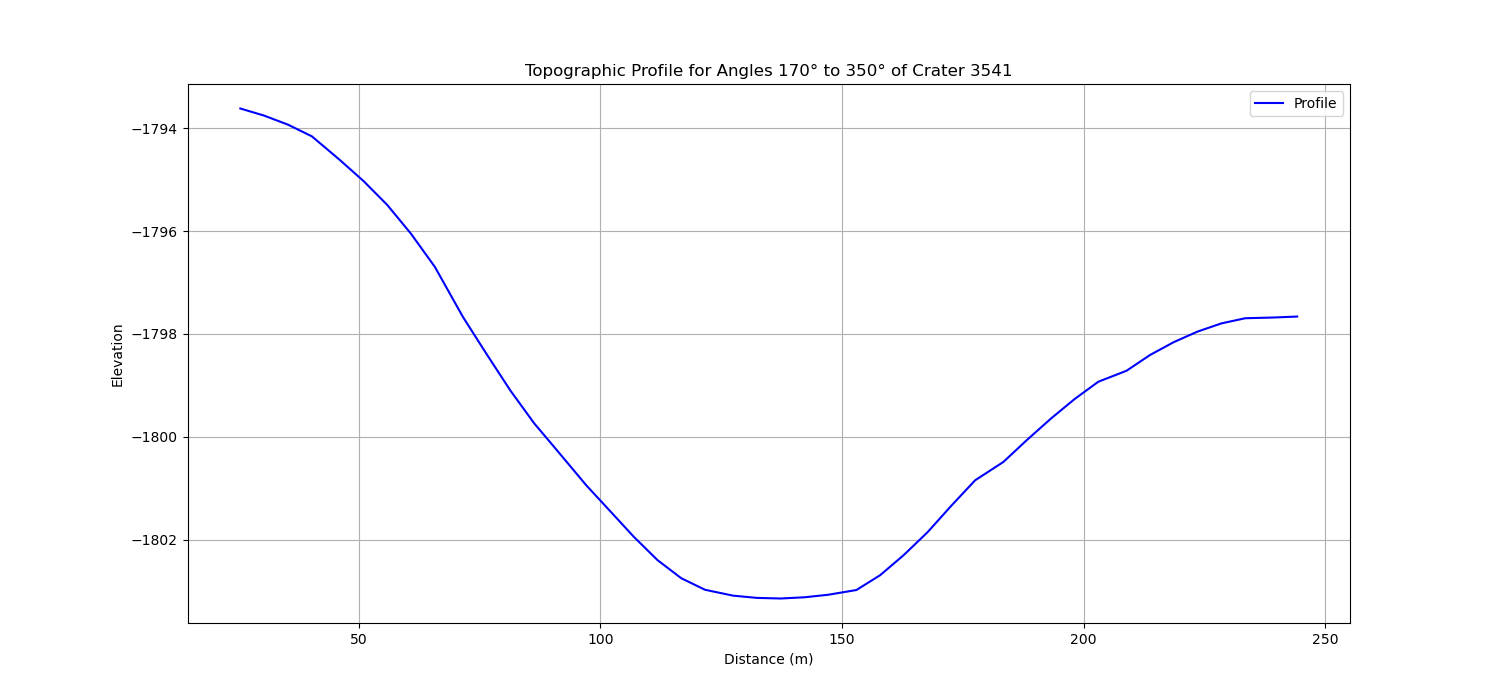 Topographic Profile for Angles 170° to 350° of Crater 3541
Profile
−1794
−1796
−1798
−1800
−1802
Elevation
50
100
150
200
250
Distance (m)